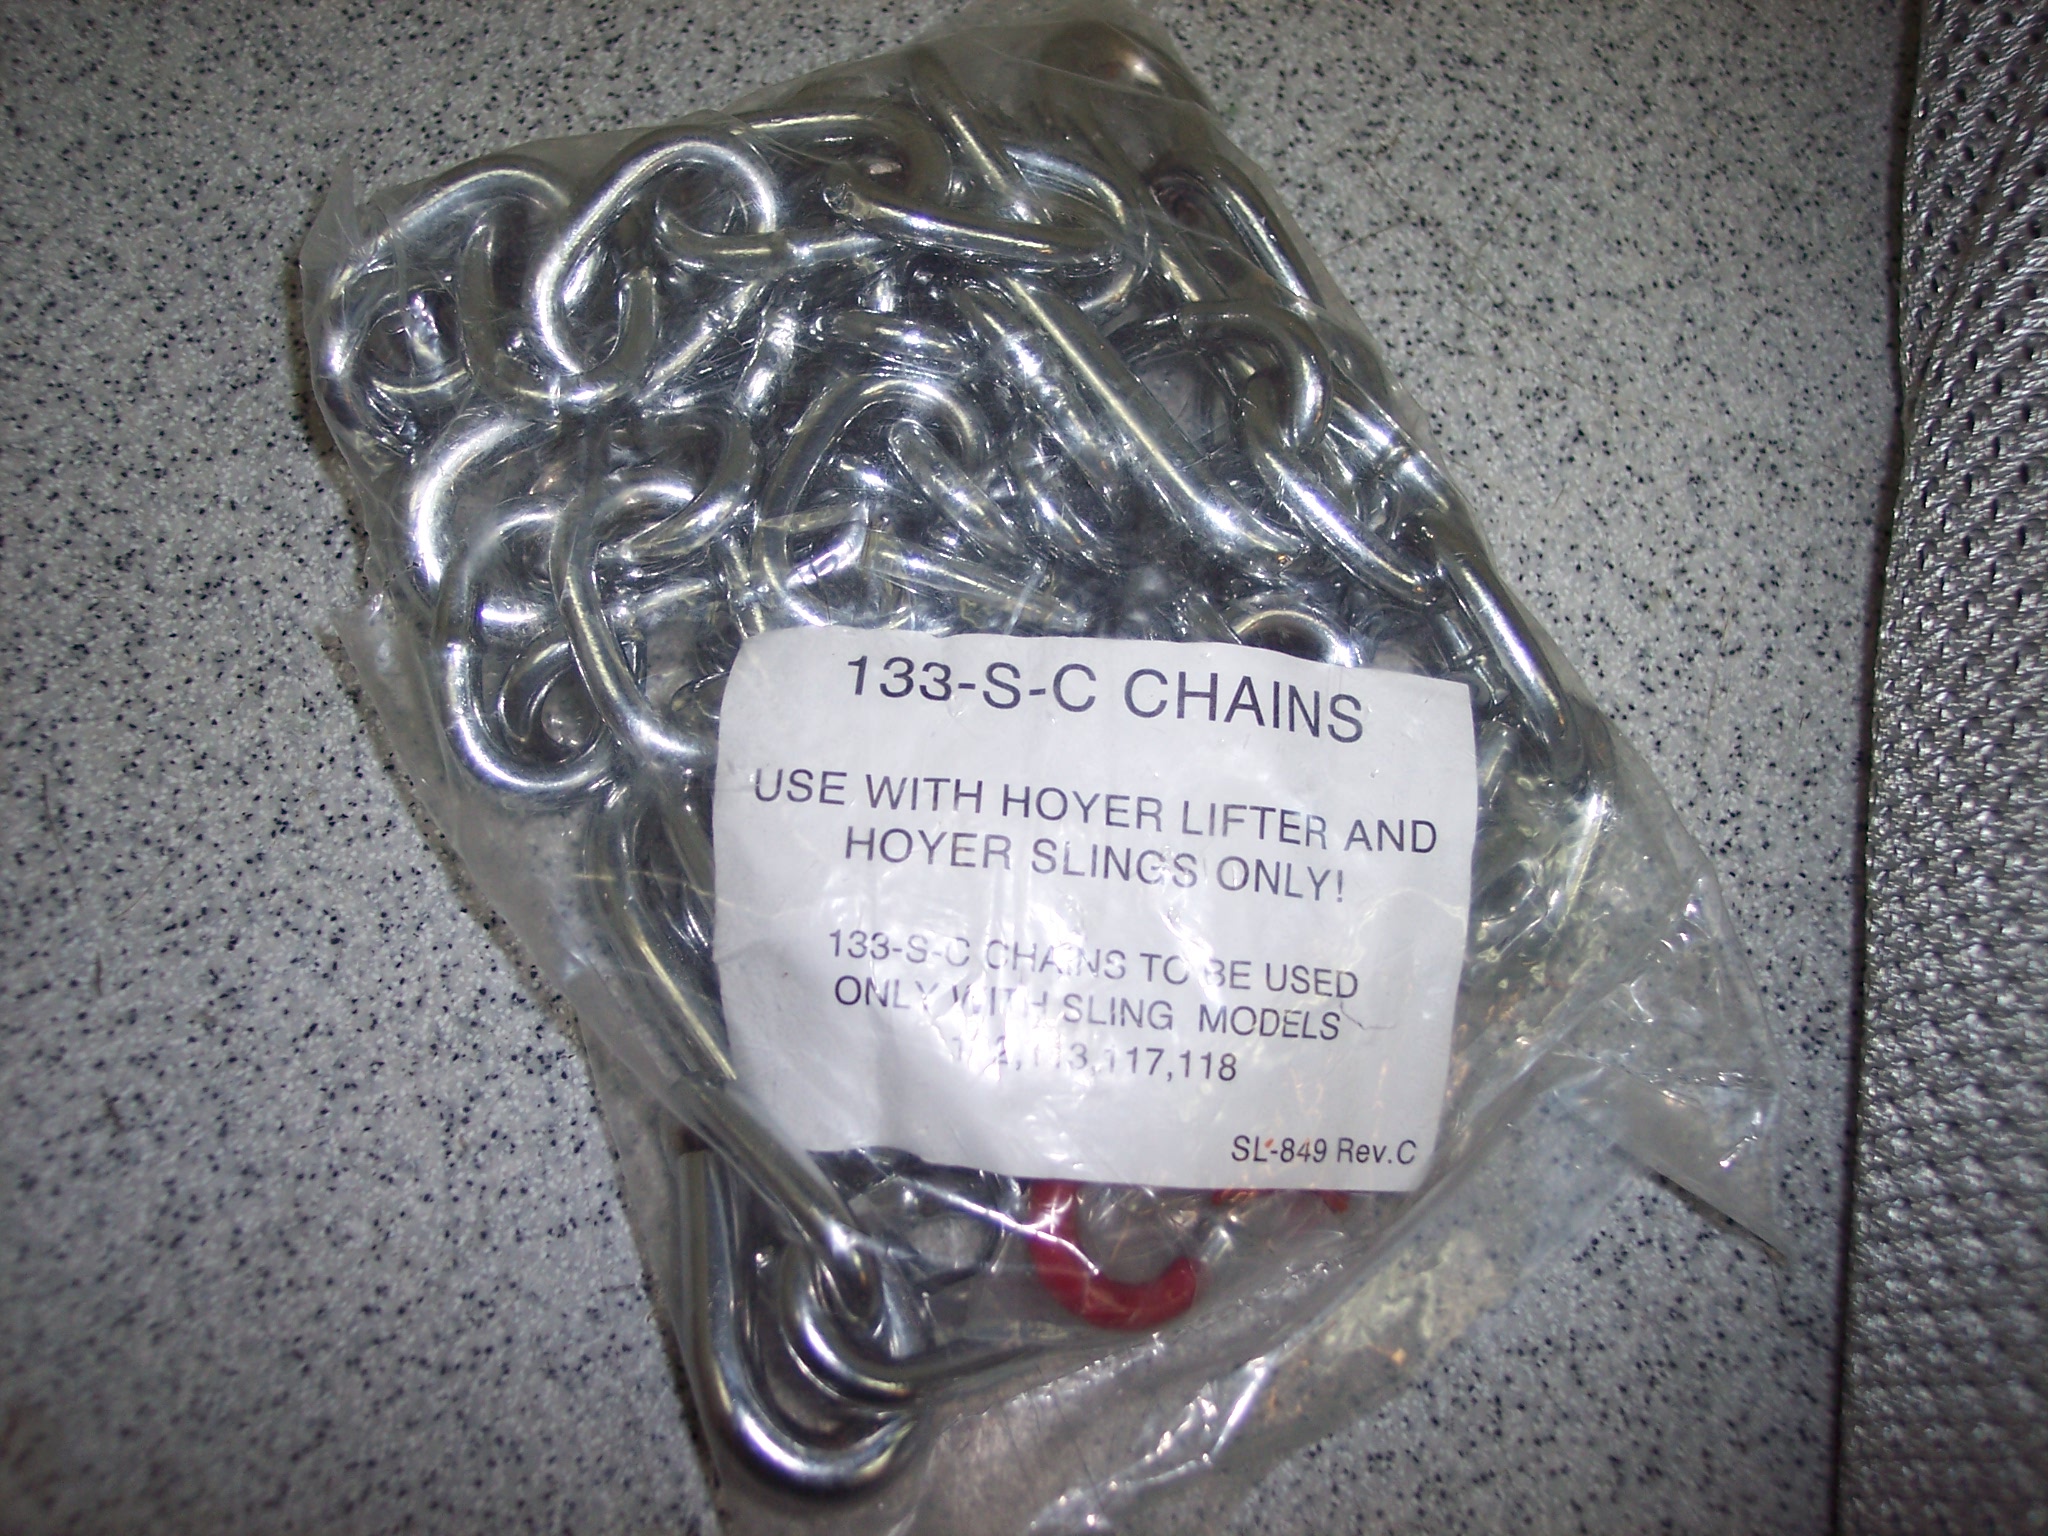 133-S-C CHAINS
USE WITH HOYER LIFTER AND
HOYER SLINGS ONLY!
133-S-C CHAINS TO BE USED
ONLY WITH SLING MODELS
113,117,118
SL-849 Rev.C